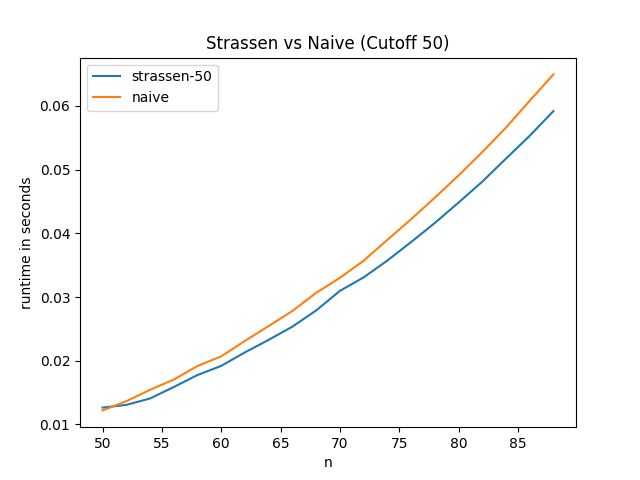 Strassen vs Naive (Cutoff 50)
strassen-50
naive
runtime in seconds
0.06
0.05
0.04
0.03
0.02
0.01
50 55 60 65 70 75 80 85
n